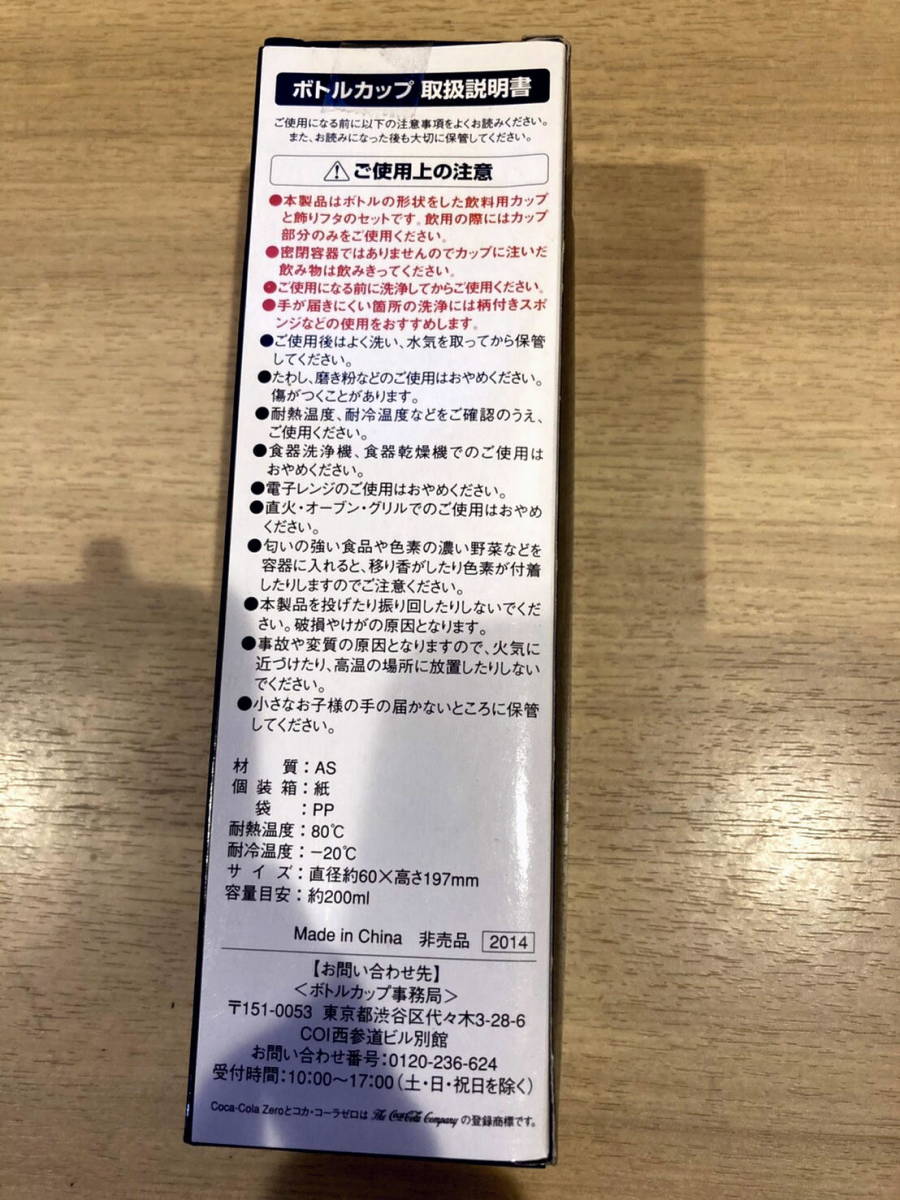 ボトルカップ 取扱説明書
ご使用になる前に以下の注意事項をよくお読みください。
また、お読みになった後も大切に保管してください。
⚠ご使用上の注意
●本製品はボトルの形状をした飲料用カップ
と飾りフタのセットです。飲用の際にはカップ
部分のみをご使用ください。
●密閉容器ではありませんのでカップに注いだ
飲み物は飲みきってください。
●ご使用になる前に洗浄してからご使用ください。
●手が届きにくい箇所の洗浄には柄付きスポ
ンジなどの使用をおすすめします。
●ご使用後はよく洗い、水気を取ってから保管
してください。
●たわし、磨き粉などのご使用はおやめください。
傷がつくことがあります。
●耐熱温度、耐冷温度などをご確認のうえ、
ご使用ください。
●食器洗浄機、食器乾燥機でのご使用は
おやめください。
●電子レンジのご使用はおやめください。
●直火・オーブン・グリルでのご使用はおやめ
ください。
●匂いの強い食品や色素の濃い野菜などを
容器に入れると、移り香がしたり色素が付着
したりしますのでご注意ください。
●本製品を投げたり振り回したりしないでくだ
さい。破損やけがの原因となります。
●事故や変質の原因となりますので、火気に
近づけたり、高温の場所に放置したりしない
でください。
●小さなお子様の手の届かないところに保管
してください。
材質：AS
個装箱：紙
袋：PP
耐熱温度：80℃
耐冷温度：−20℃
サイズ：直径約60×高さ197mm
容量目安：約200ml
Made in China 非売品 2014
【お問い合わせ先】
＜ボトルカップ事務局＞
〒151-0053 東京都渋谷区代々木3-28-6
COI西参道ビル別館
お問い合わせ番号：0120-236-624
受付時間：10:00〜17:00（土・日・祝日を除く）
Coca-Cola Zeroとコカ・コーラゼロは The Coca-Cola Company の登録商標です。